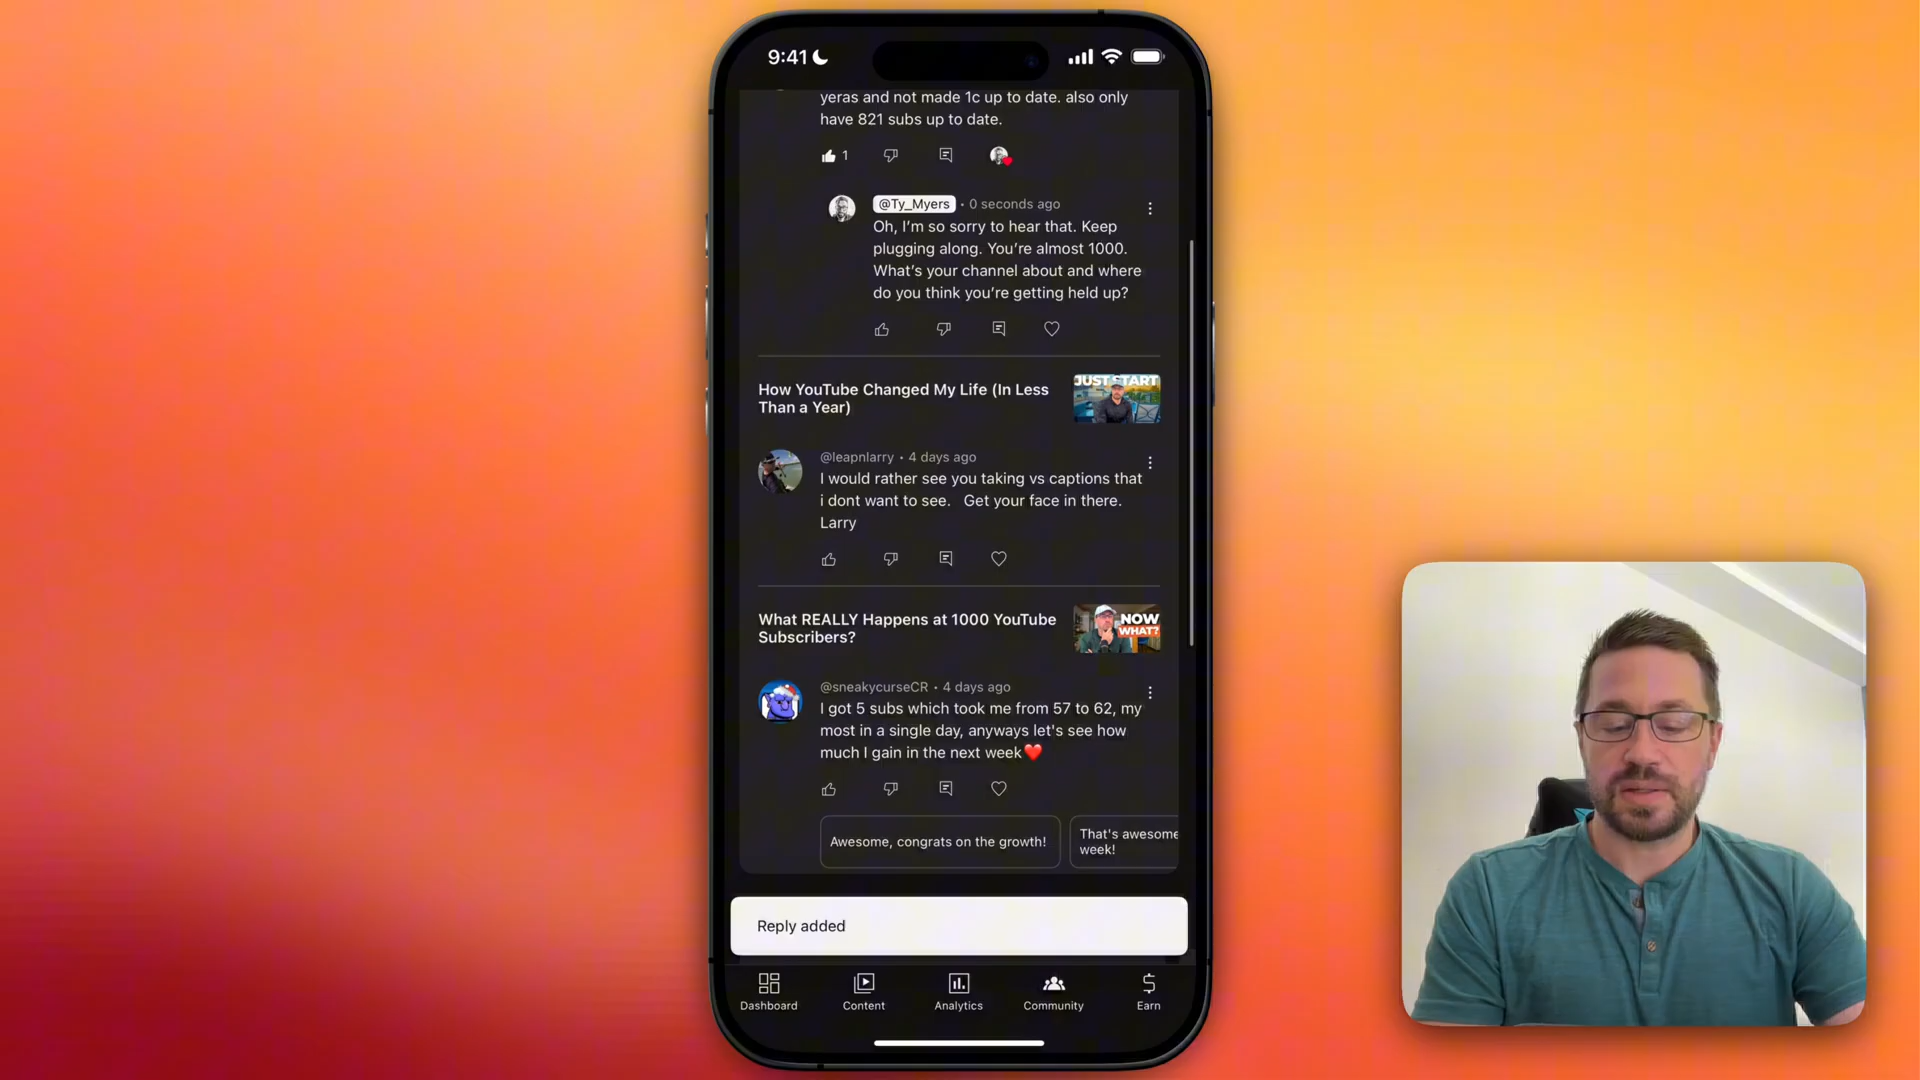 9:41
yeras and not made 1c up to date. also only
have 821 subs up to date.
1
@Ty_Myers • 0 seconds ago
Oh, I’m so sorry to hear that. Keep
plugging along. You’re almost 1000.
What’s your channel about and where
do you think you’re getting held up?
How YouTube Changed My Life (In Less
Than a Year)
JUST START
@leapnlarry • 4 days ago
I would rather see you taking vs captions that
i dont want to see. Get your face in there.
Larry
What REALLY Happens at 1000 YouTube
Subscribers?
NOW
WHAT?
@sneakycurseCR • 4 days ago
I got 5 subs which took me from 57 to 62, my
most in a single day, anyways let's see how
much I gain in the next week❤️
Awesome, congrats on the growth!
That's awesome
week!
Reply added
Dashboard
Content
Analytics
Community
Earn